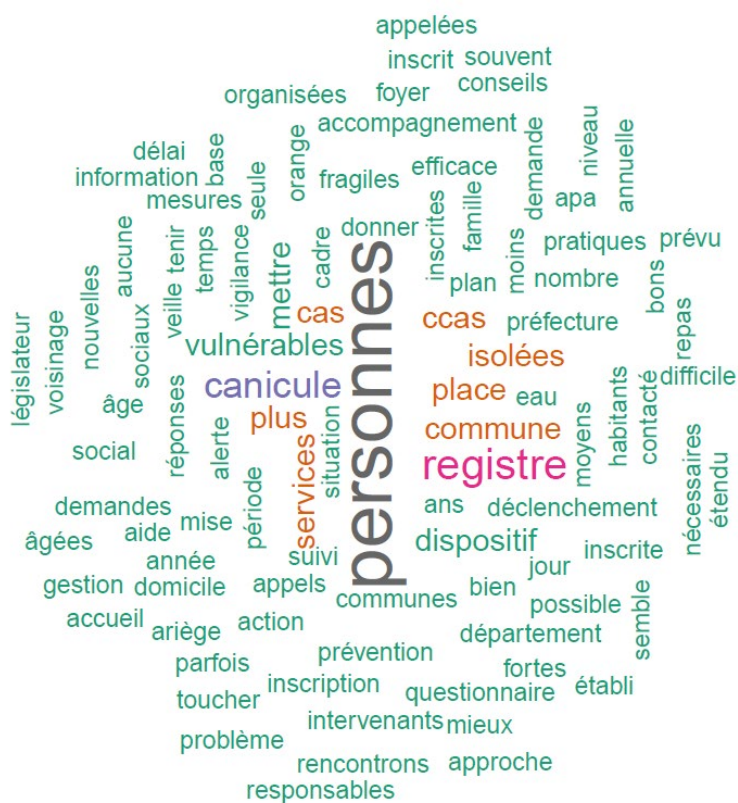 appelées
inscrit
souvent
organisées
foyer
conseils
accompagnement
délai
base
information
mesures
seule
orange
fragiles
efficace
demande
niveau
annuelle
apa
aucune
tenir
veille
temps
vigilance
mettre
cadre
donner
inscrites
famille
moins
pratiques
prévu
plan
nombre
bons
nouvelles
sociaux
cas
ccas
préfecture
repas
législateur
voisinage
vulnérables
personnes
isolées
difficile
âge
réponses
canicule
place
eau
contacté
habitants
plus
alerte
situation
commune
moyens
social
services
registre
nécessaires
étendu
demandes
période
ans
déclenchement
âgées
aide
mise
dispositif
inscrite
année
suivi
jour
gestion
domicile
appels
communes
bien
possible
semble
accueil
ariège
action
département
parfois
prévention
fortes
toucher
inscription
questionnaire
établi
intervenants
mieux
problème
rencontrons
approche
responsables